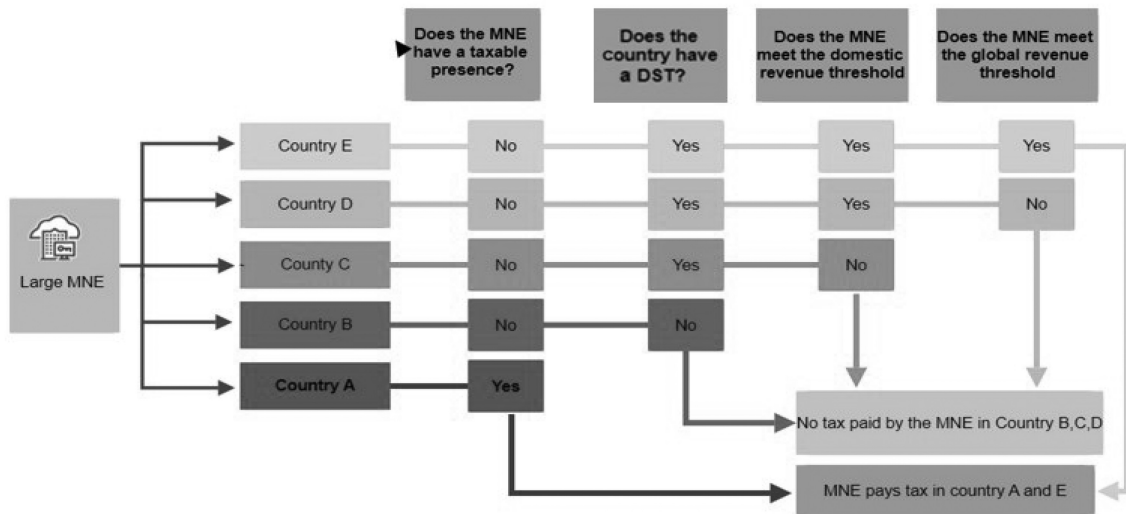 Does the MNE
have a taxable
presence?
Does the
country have
a DST?
Does the MNE
meet the domestic
revenue threshold
Does the MNE meet
the global revenue
threshold
Country E
No
Yes
Yes
Yes
Country D
No
Yes
Yes
No
Large MNE
County C
No
Yes
No
Country B
No
No
Country A
Yes
No tax paid by the MNE in Country B,C,D
MNE pays tax in country A and E